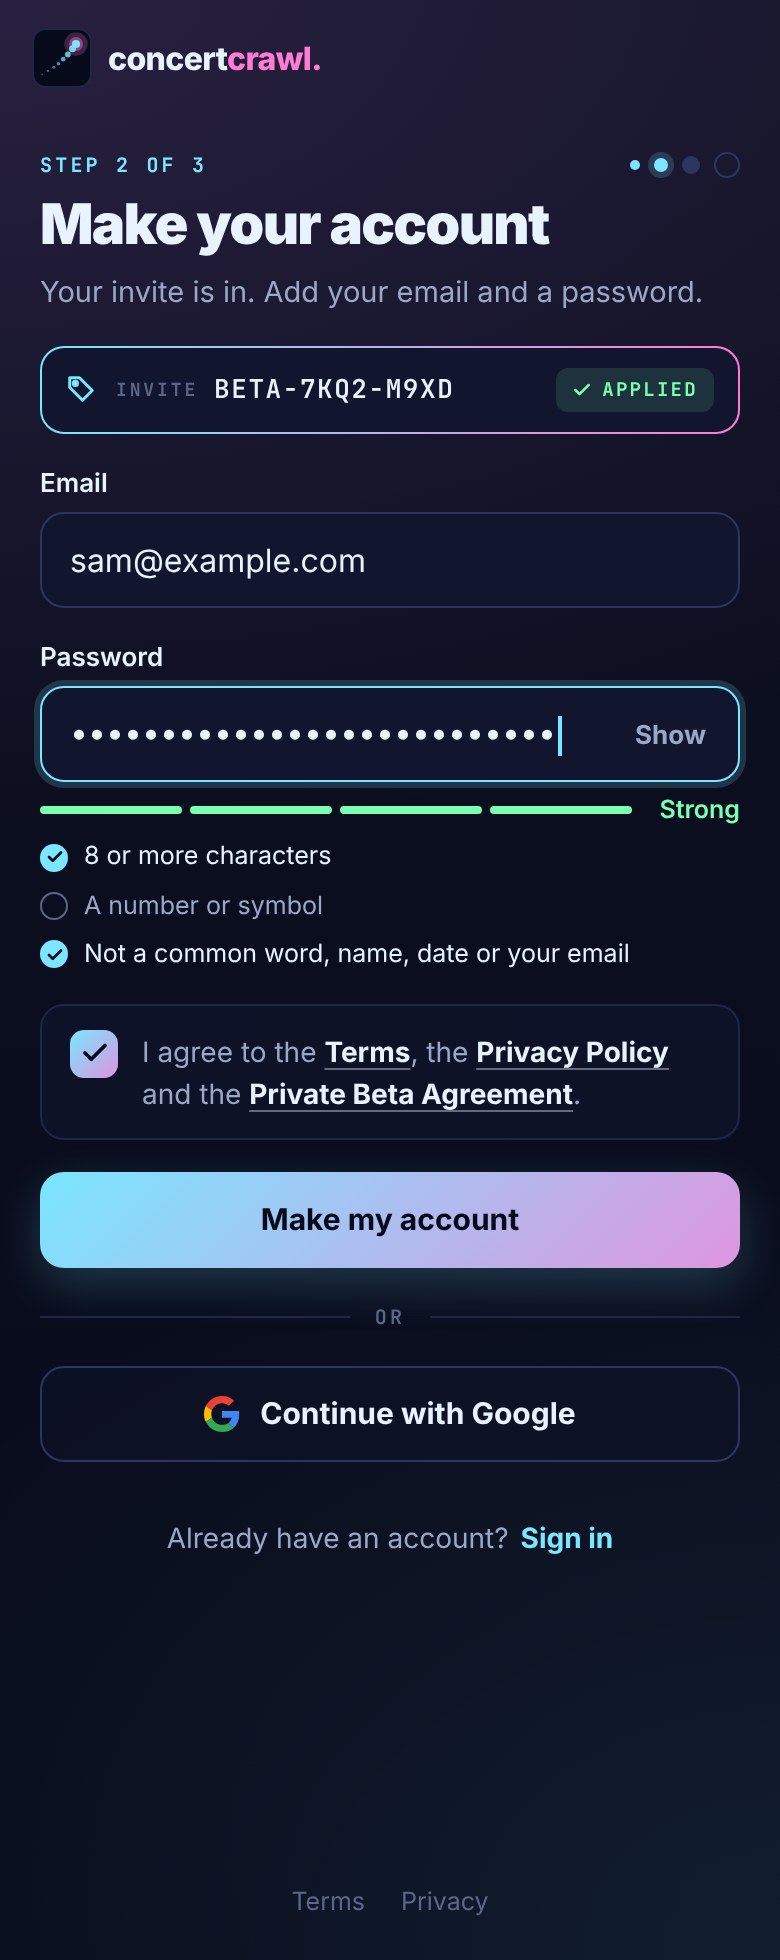 concertcrawl.
STEP 2 OF 3
Make your account
Your invite is in. Add your email and a password.
INVITE BETA-7KQ2-M9XD APPLIED
Email
sam@example.com
Password
••••••••••••••••••••••••••• Show
Strong
8 or more characters
A number or symbol
Not a common word, name, date or your email
I agree to the Terms, the Privacy Policy
and the Private Beta Agreement.
Make my account
OR
Continue with Google
Already have an account? Sign in
Terms Privacy